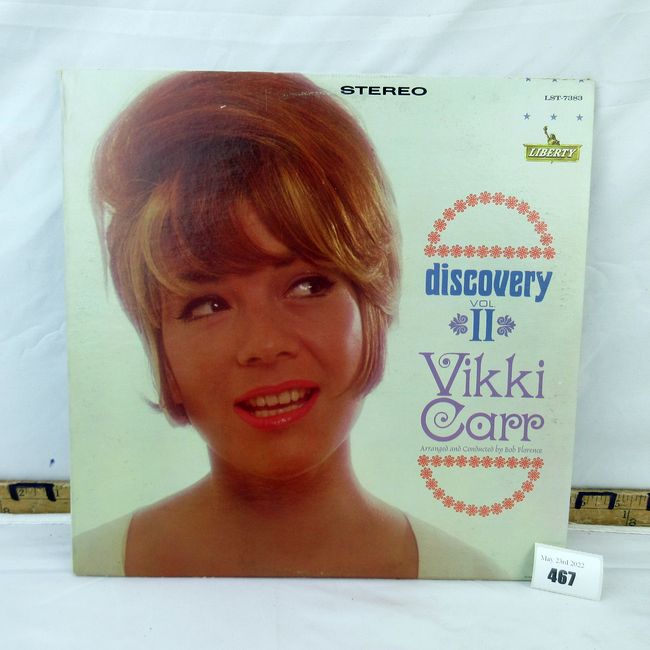 STEREO
LST-7383
LIBERTY
discovery
VOL
II
Vikki
Carr
Arranged and Conducted by Bob Florence
May 23rd 2022
467